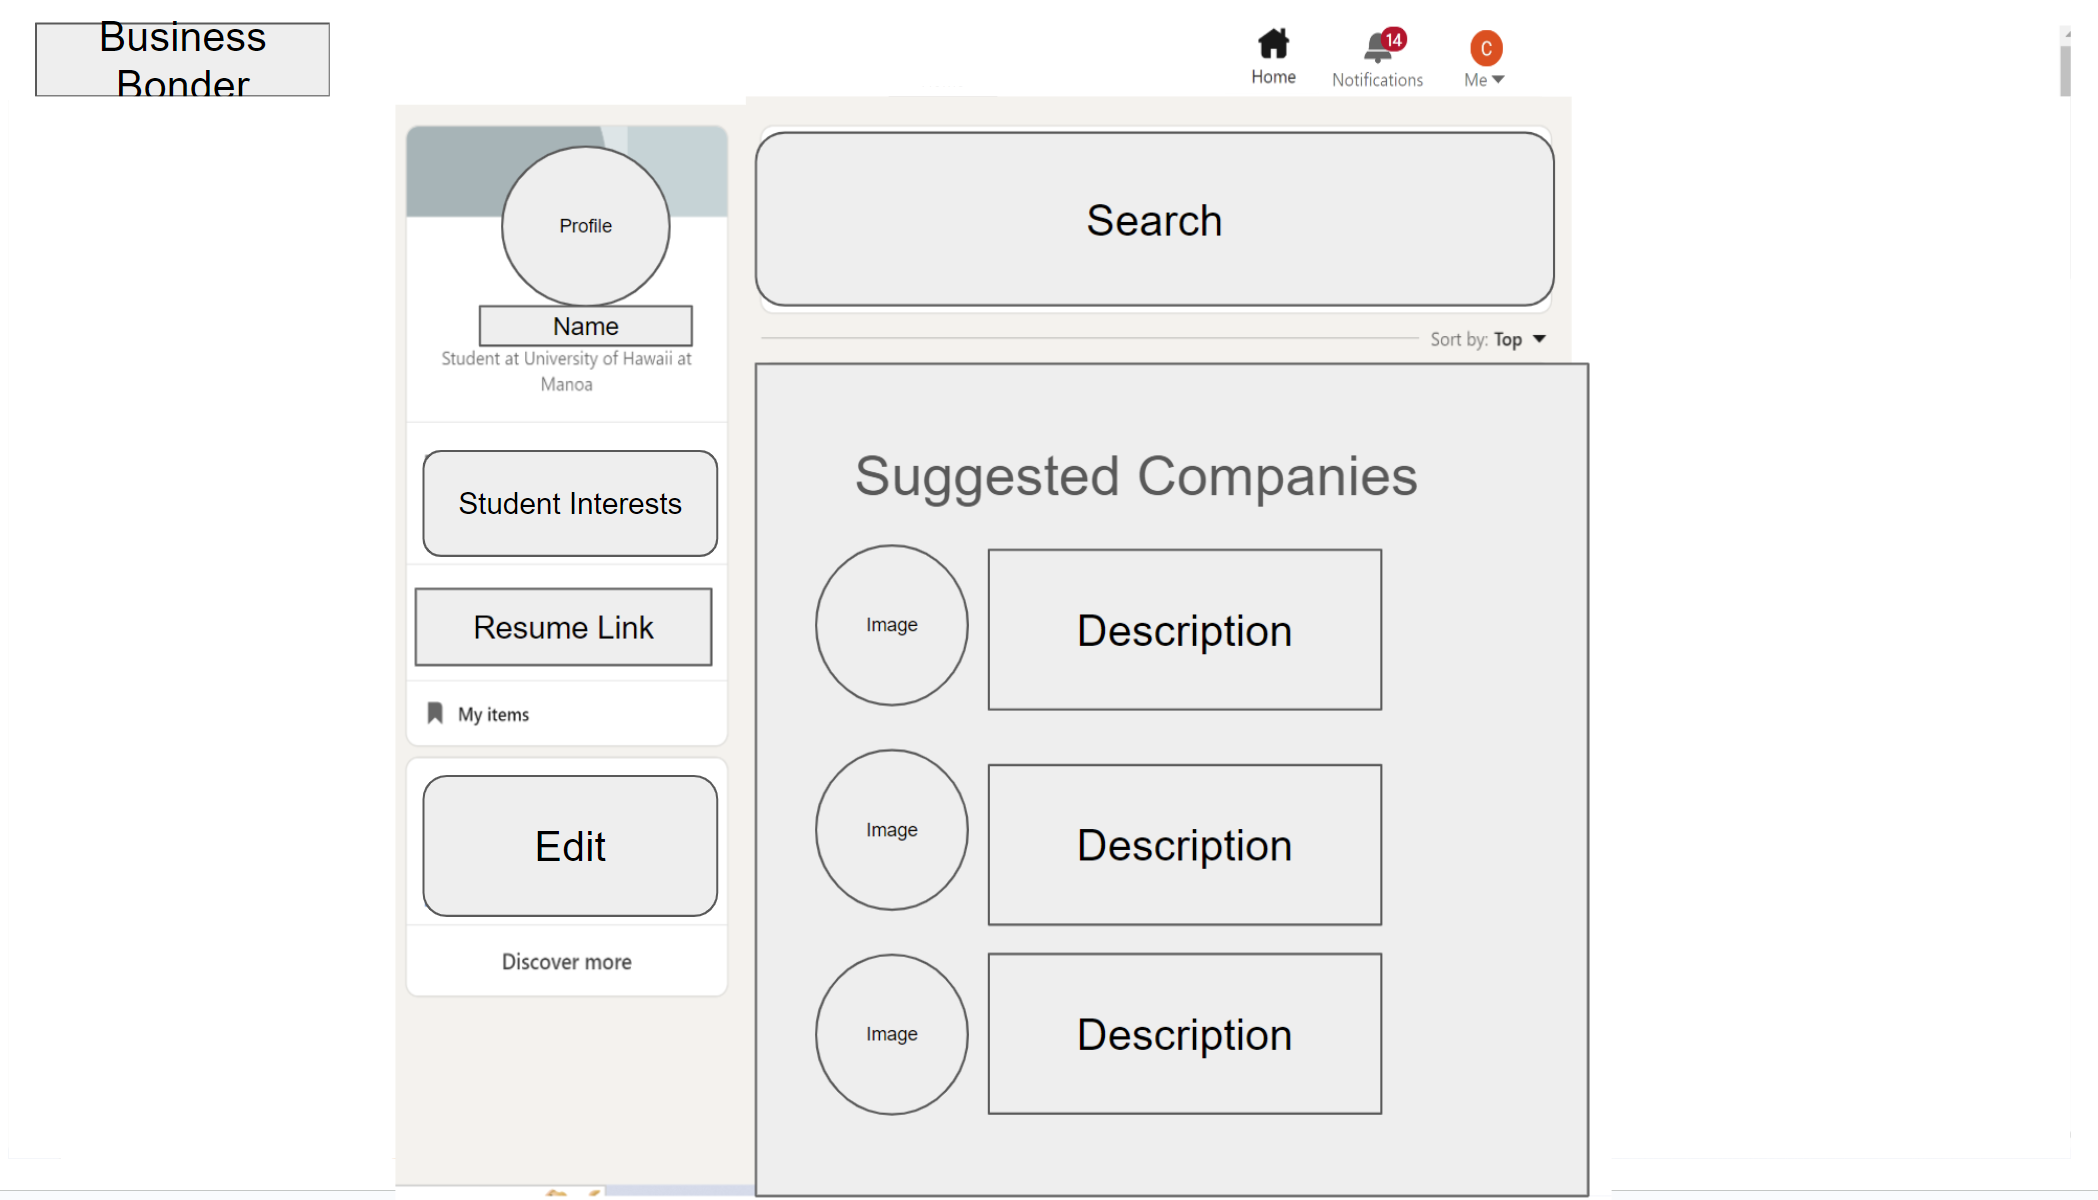 Business
Bonder
Home
14
Notifications
C
Me
Profile
Name
Student at University of Hawaii at
Manoa
Student Interests
Resume Link
My items
Edit
Discover more
Search
Sort by: Top
Suggested Companies
Image
Description
Image
Description
Image
Description